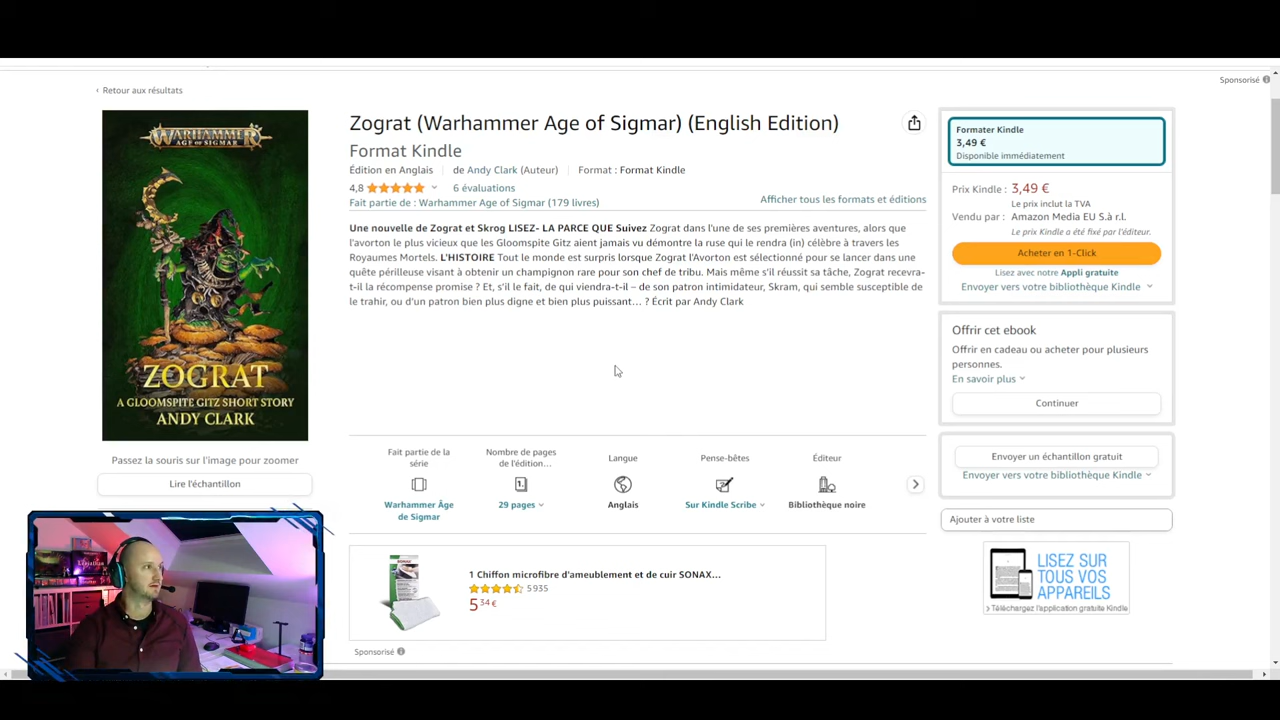 Sponsorisé
‹ Retour aux résultats
WARHAMMER
AGE OF SIGMAR
ZOGRAT
A GLOOMSPITE GITZ SHORT STORY
ANDY CLARK
Passez la souris sur l'image pour zoomer
Lire l'échantillon
Zograt (Warhammer Age of Sigmar) (English Edition)
Format Kindle
Édition en Anglais | de Andy Clark (Auteur) | Format : Format Kindle
4,8 6 évaluations
Fait partie de : Warhammer Age of Sigmar (179 livres)
Afficher tous les formats et éditions
Une nouvelle de Zograt et Skrog LISEZ- LA PARCE QUE Suivez Zograt dans l'une de ses premières aventures, alors que
l'avorton le plus vicieux que les Gloomspite Gitz aient jamais vu démontre la ruse qui le rendra (in) célèbre à travers les
Royaumes Mortels. L'HISTOIRE Tout le monde est surpris lorsque Zograt l'Avorton est sélectionné pour se lancer dans une
quête périlleuse visant à obtenir un champignon rare pour son chef de tribu. Mais même s'il réussit sa tâche, Zograt recevra-
t-il la récompense promise ? Et, s'il le fait, de qui viendra-t-il – de son patron intimidateur, Skram, qui semble susceptible de
le trahir, ou d'un patron bien plus digne et bien plus puissant... ? Écrit par Andy Clark
Fait partie de la
série
Warhammer Âge
de Sigmar
Nombre de pages
de l'édition…
1.
29 pages
Langue
Anglais
Pense-bêtes
Sur Kindle Scribe
Éditeur
Bibliothèque noire
1 Chiffon microfibre d'ameublement et de cuir SONAX...
5935
5 34 €
Sponsorisé
Formater Kindle
3,49 €
Disponible immédiatement
Prix Kindle : 3,49 €
Le prix inclut la TVA
Vendu par : Amazon Media EU S.à r.l.
Le prix Kindle a été fixé par l'éditeur.
Acheter en 1-Click
Lisez avec notre Appli gratuite
Envoyer vers votre bibliothèque Kindle
Offrir cet ebook
Offrir en cadeau ou acheter pour plusieurs
personnes.
En savoir plus
Continuer
Envoyer un échantillon gratuit
Envoyer vers votre bibliothèque Kindle
Ajouter à votre liste
LISEZ SUR
TOUS VOS
APPAREILS
› Téléchargez l'application gratuite Kindle